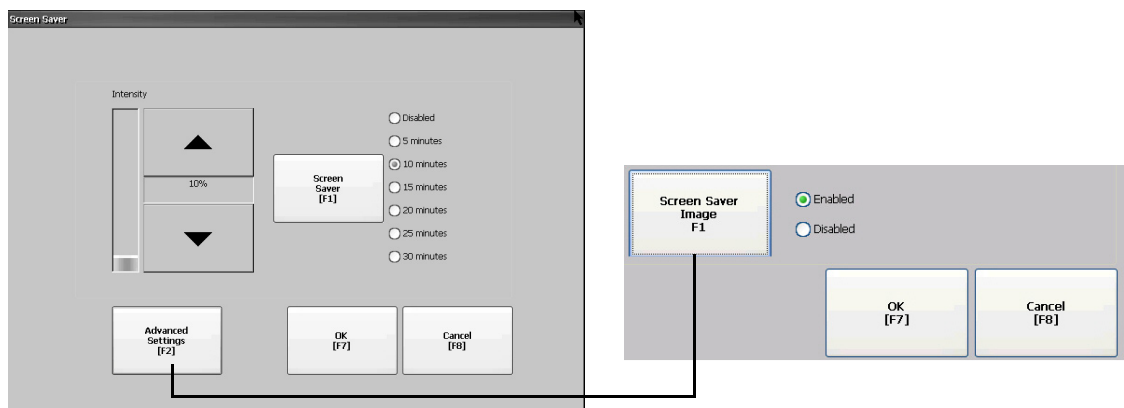 Screen Saver
Intensity
10%
Screen
Saver
[F1]
Disabled
5 minutes
10 minutes
15 minutes
20 minutes
25 minutes
30 minutes
Advanced
Settings
[F2]
OK
[F7]
Cancel
[F8]
Screen Saver
Image
F1
Enabled
Disabled
OK
[F7]
Cancel
[F8]